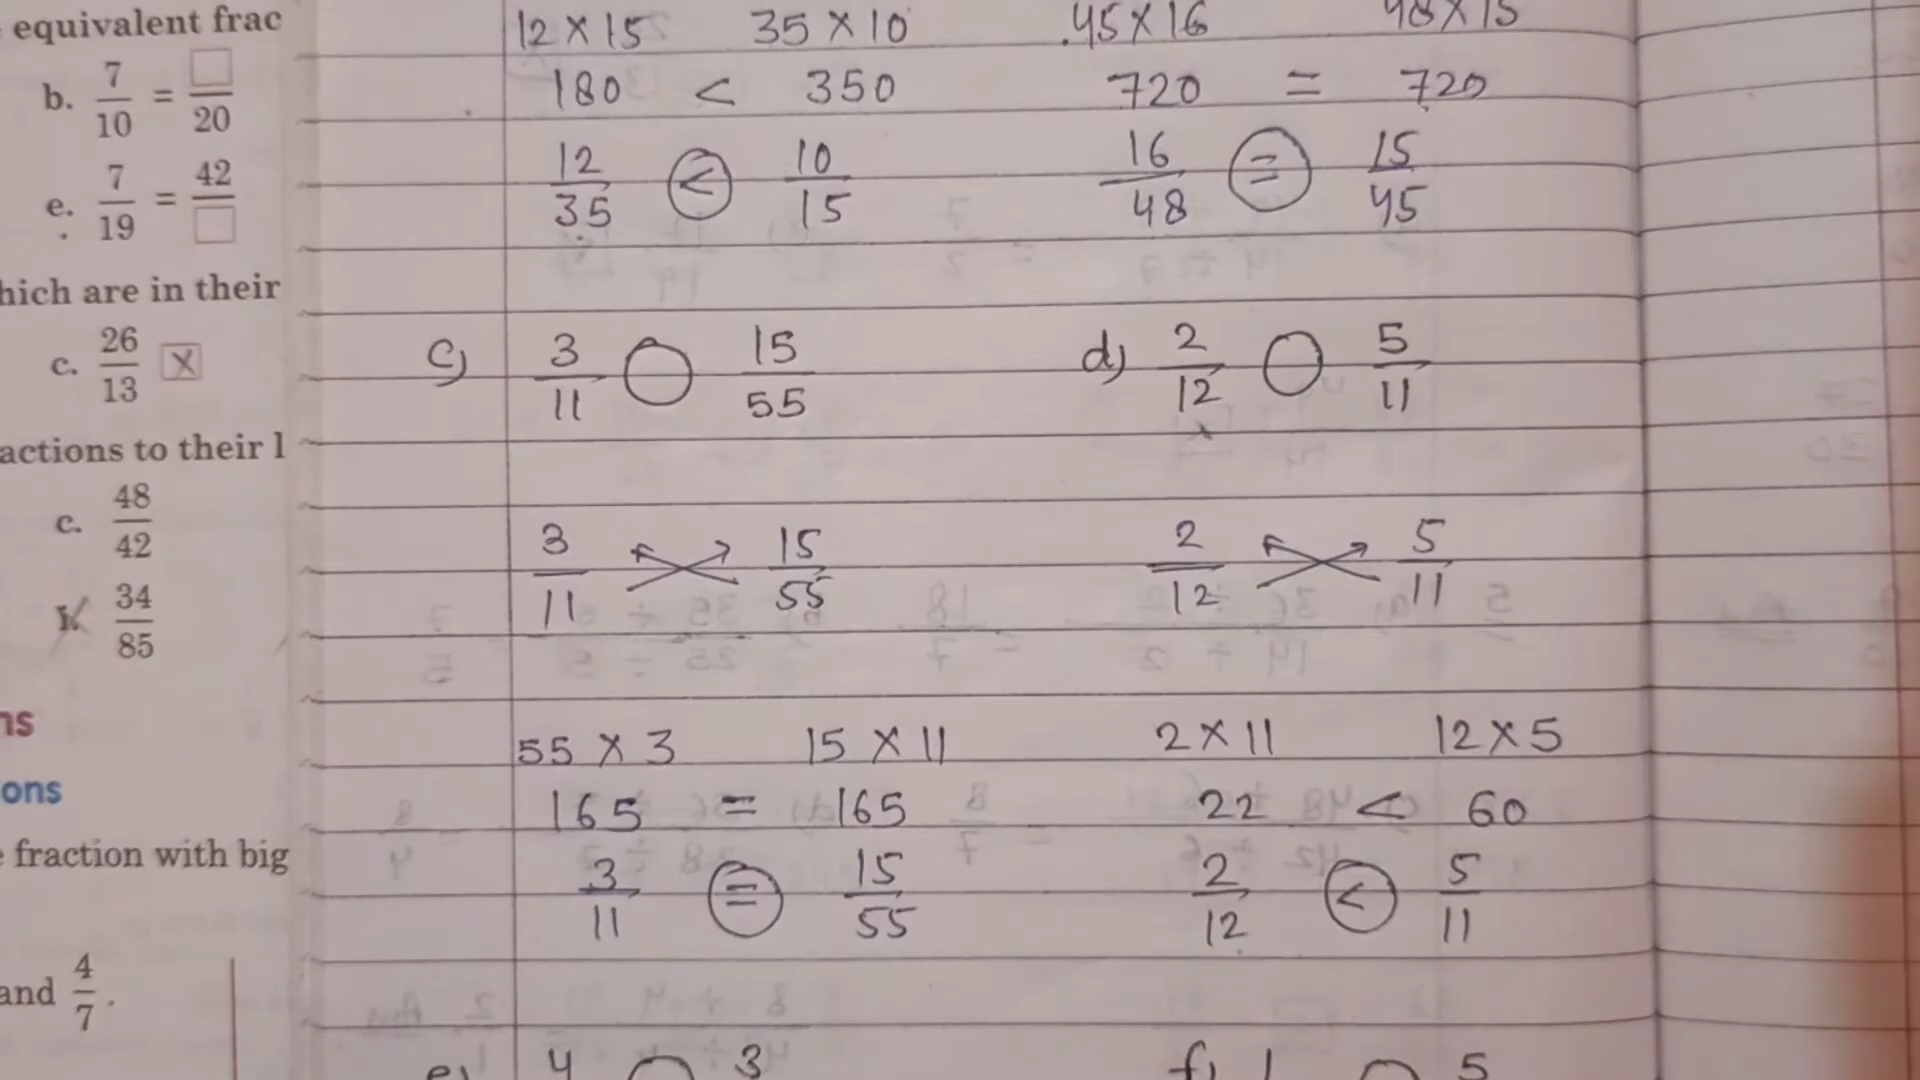 equivalent frac
b. 7/10 = □/20
e. 7/19 = 42/□
hich are in their
c. 26/13 X
actions to their l
c. 48/42
34/85
ns
ons
fraction with big
and 4/7.
12 × 15 35 × 10 45 × 16 48 × 15
180 < 350 720 = 720
12/35 < 10/15 16/48 = 15/45
c) 3/11 ○ 15/55 d) 2/12 ○ 5/11
3/11 15/55 2/12 5/11
55 × 3 15 × 11 2 × 11 12 × 5
165 = 165 22 < 60
3/11 = 15/55 2/12 < 5/11
e) 4 3 f) 1 5